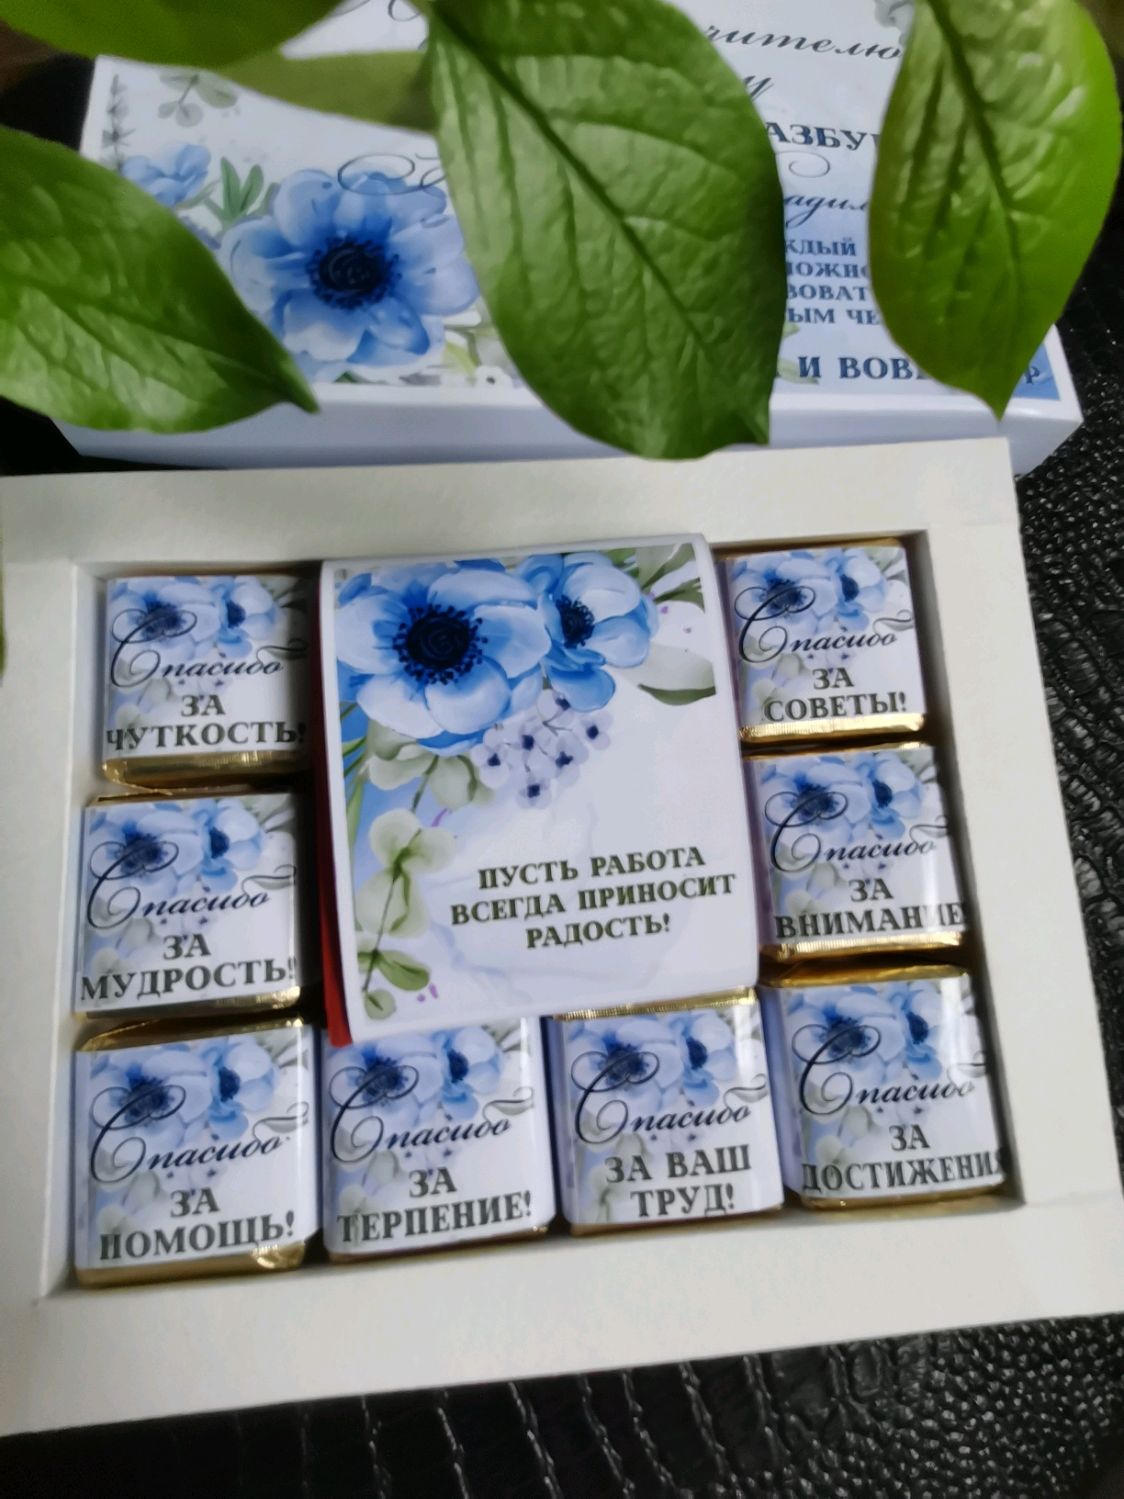 И
Спасибо
ЗА
ЧУТКОСТЬ!
ПУСТЬ РАБОТА
ВСЕГДА ПРИНОСИТ
РАДОСТЬ!
Спасибо
ЗА
СОВЕТЫ!
Спасибо
ЗА
МУДРОСТЬ!
Спасибо
ЗА
ВНИМАНИЕ
Спасибо
ЗА
ПОМОЩЬ!
Спасибо
ЗА
ТЕРПЕНИЕ!
Спасибо
ЗА ВАШ
ТРУД!
Спасибо
ЗА
ДОСТИЖЕНИЯ